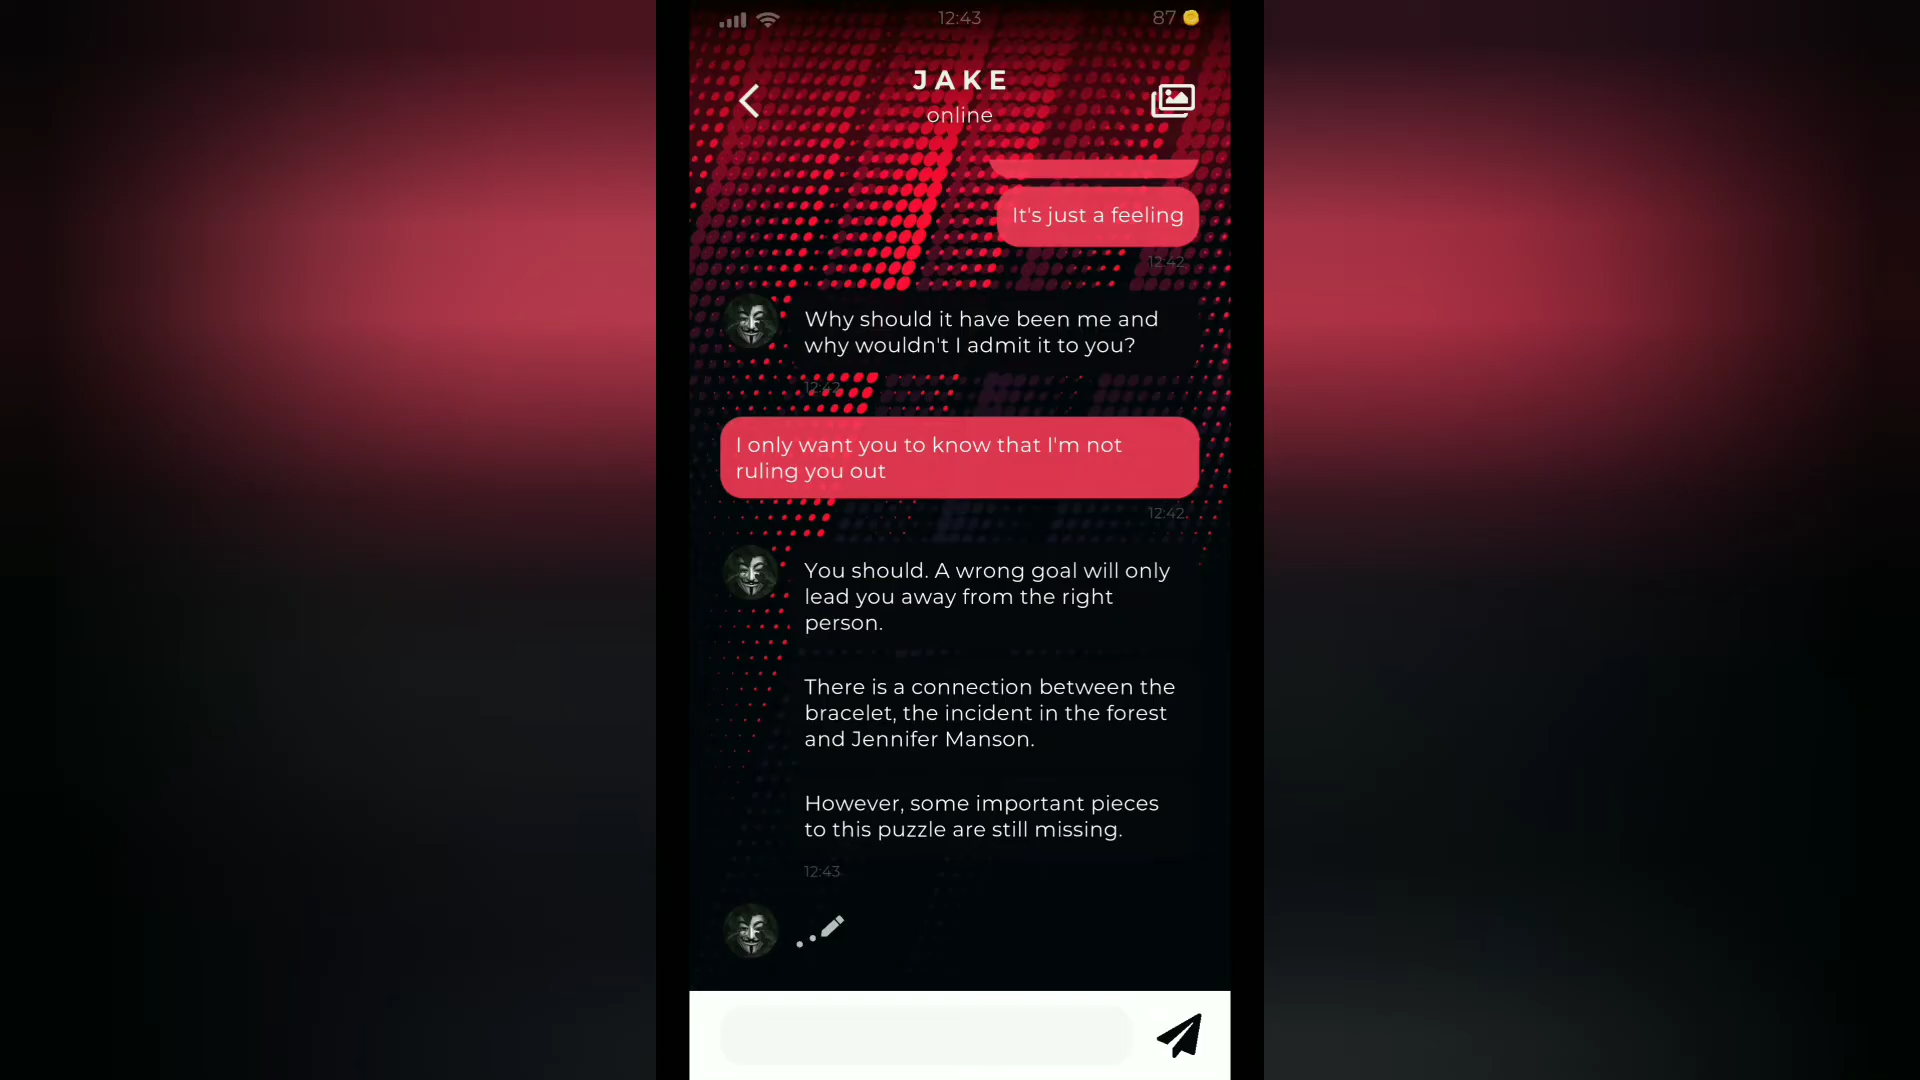 12:43
87
JAKE
online
It's just a feeling
12:42
Why should it have been me and
why wouldn't I admit it to you?
12:42
I only want you to know that I'm not
ruling you out
12:42
You should. A wrong goal will only
lead you away from the right
person.
There is a connection between the
bracelet, the incident in the forest
and Jennifer Manson.
However, some important pieces
to this puzzle are still missing.
12:43